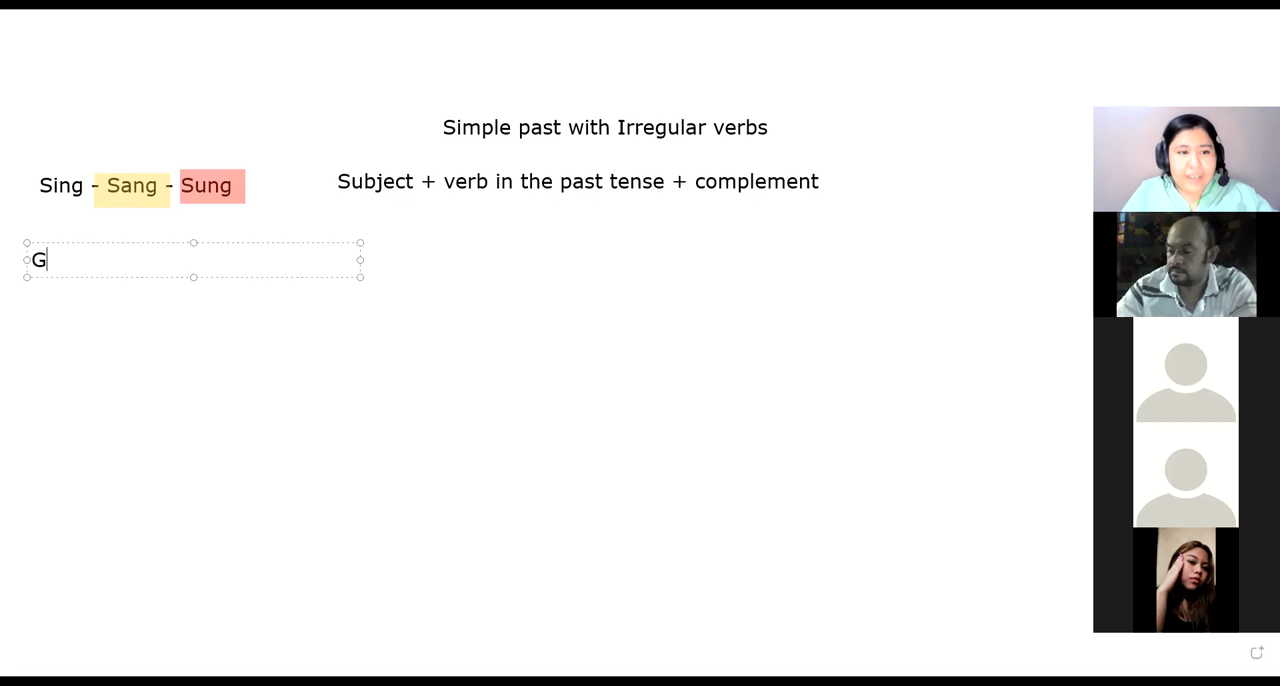 Simple past with Irregular verbs
Sing - Sang - Sung
Subject + verb in the past tense + complement
G